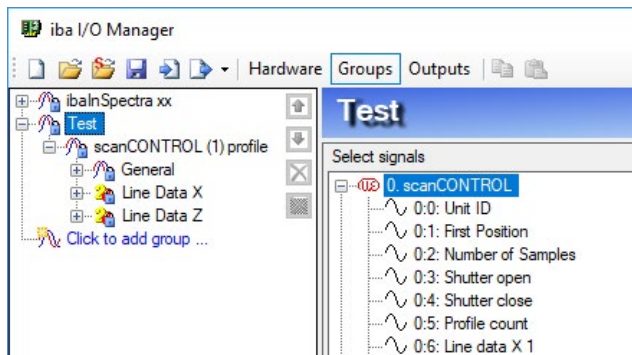 iba I/O Manager
Hardware Groups Outputs
ibaInSpectra xx
Test
scanCONTROL (1) profile
General
Line Data X
Line Data Z
Click to add group ...
Test
Select signals
0. scanCONTROL
0:0: Unit ID
0:1: First Position
0:2: Number of Samples
0:3: Shutter open
0:4: Shutter close
0:5: Profile count
0:6: Line data X 1